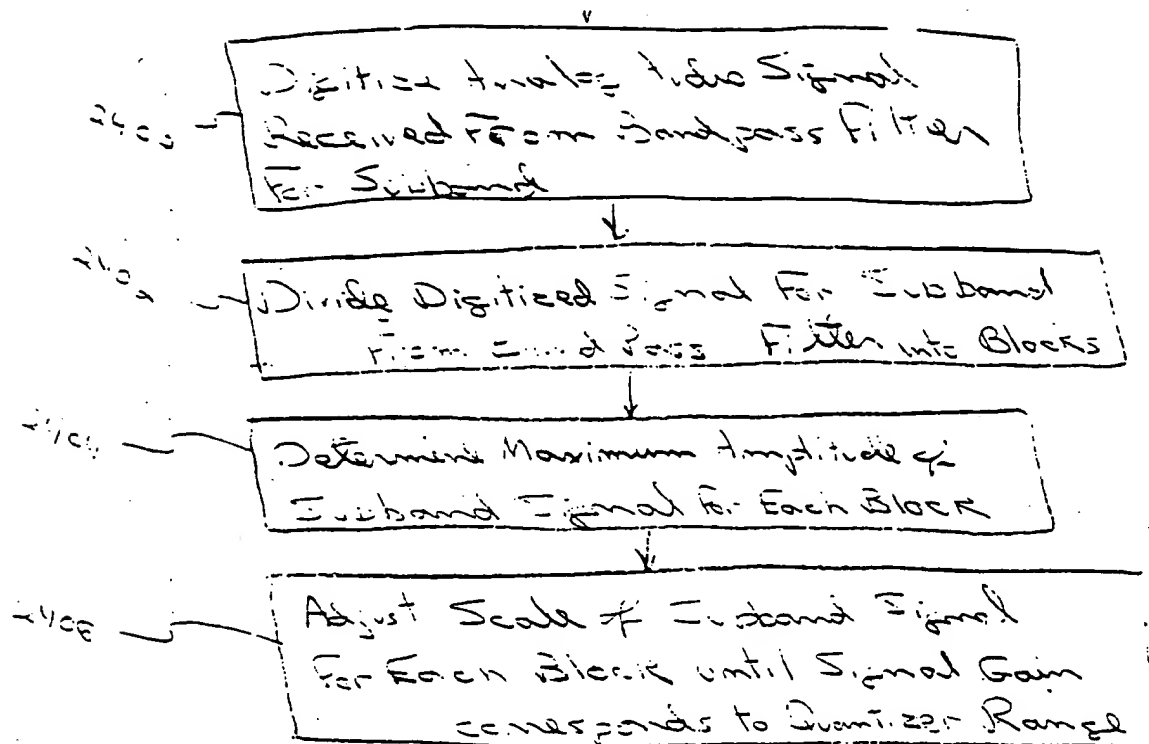 Digitize Analog Audio Signal
Received From Bandpass Filter
For Subband
Divide Digitized Signal For Subband
From Band Pass Filter into Blocks
Determine Maximum Amplitude of
Subband Signal For Each Block
Adjust Scale of Subband Signal
For Each Block until Signal Gain
corresponds to Quantizer Range